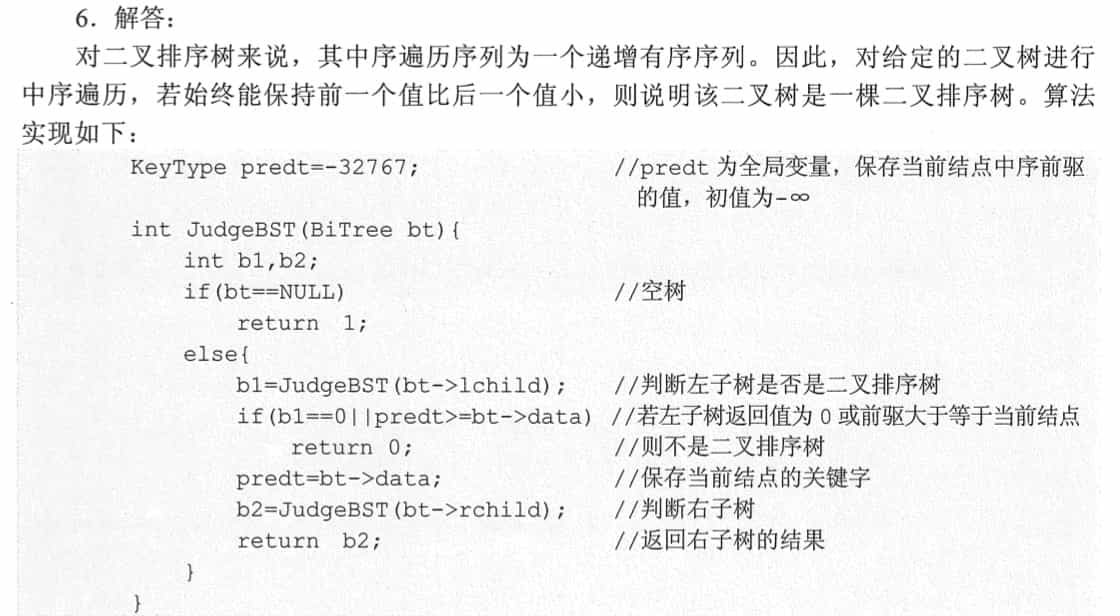 6. 解答:
对二叉排序树来说，其中序遍历序列为一个递增有序序列。因此，对给定的二叉树进行
中序遍历，若始终能保持前一个值比后一个值小，则说明该二叉树是一棵二叉排序树。算法
实现如下:
KeyType predt=-32767; //predt 为全局变量，保存当前结点中序前驱
的值，初值为-∞
int JudgeBST(BiTree bt){
int b1,b2;
if(bt==NULL) //空树
return 1;
else{
b1=JudgeBST(bt->lchild); //判断左子树是否是二叉排序树
if(b1==0||predt>=bt->data) //若左子树返回值为 0 或前驱大于等于当前结点
return 0; //则不是二叉排序树
predt=bt->data; //保存当前结点的关键字
b2=JudgeBST(bt->rchild); //判断右子树
return b2; //返回右子树的结果
}
}